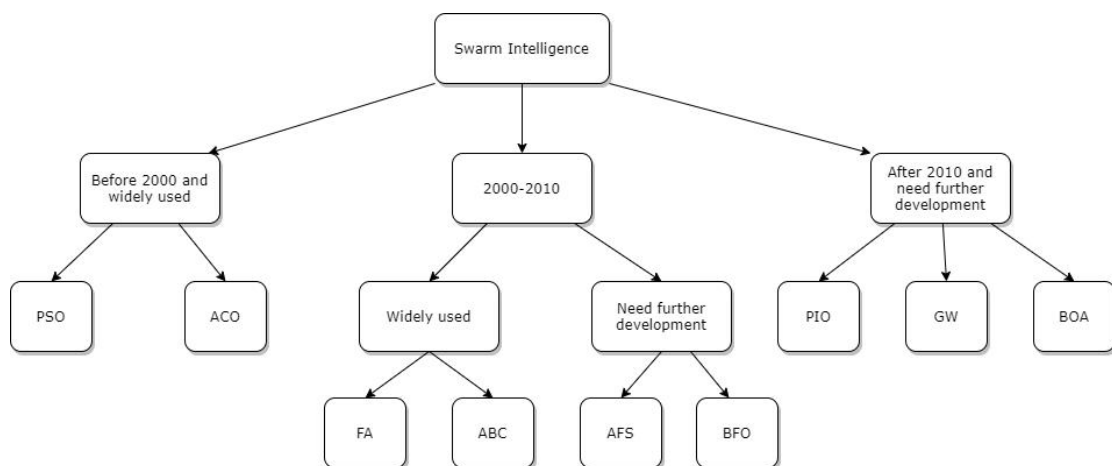 Swarm Intelligence
Before 2000 and
widely used
2000-2010
After 2010 and
need further
development
PSO
ACO
Widely used
Need further
development
PIO
GW
BOA
FA
ABC
AFS
BFO